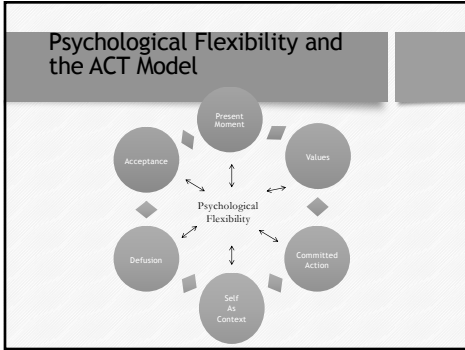 Psychological Flexibility and
the ACT Model
Present
Moment
Acceptance
Values
Psychological
Flexibility
Defusion
Committed
Action
Self
As
Context